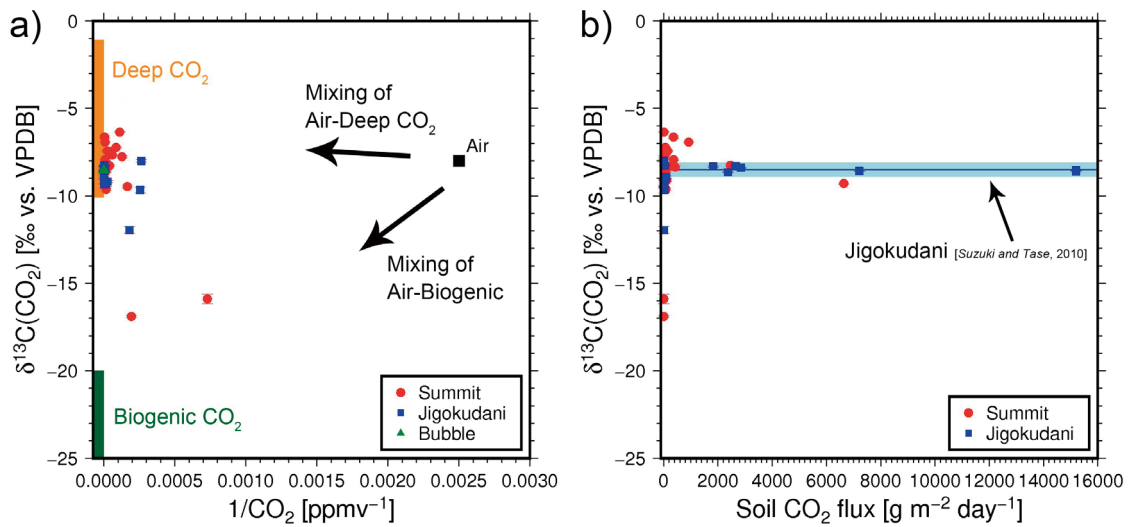 a)
δ¹³C(CO₂) [‰ vs. VPDB]
0
−5
−10
−15
−20
−25
Deep CO₂
Mixing of
Air-Deep CO₂
Air
Mixing of
Air-Biogenic
Biogenic CO₂
Summit
Jigokudani
Bubble
0.0000 0.0005 0.0010 0.0015 0.0020 0.0025 0.0030
1/CO₂ [ppmv⁻¹]
b)
δ¹³C(CO₂) [‰ vs. VPDB]
0
−5
−10
−15
−20
−25
Jigokudani [Suzuki and Tase, 2010]
Summit
Jigokudani
0 2000 4000 6000 8000 10000 12000 14000 16000
Soil CO₂ flux [g m⁻² day⁻¹]